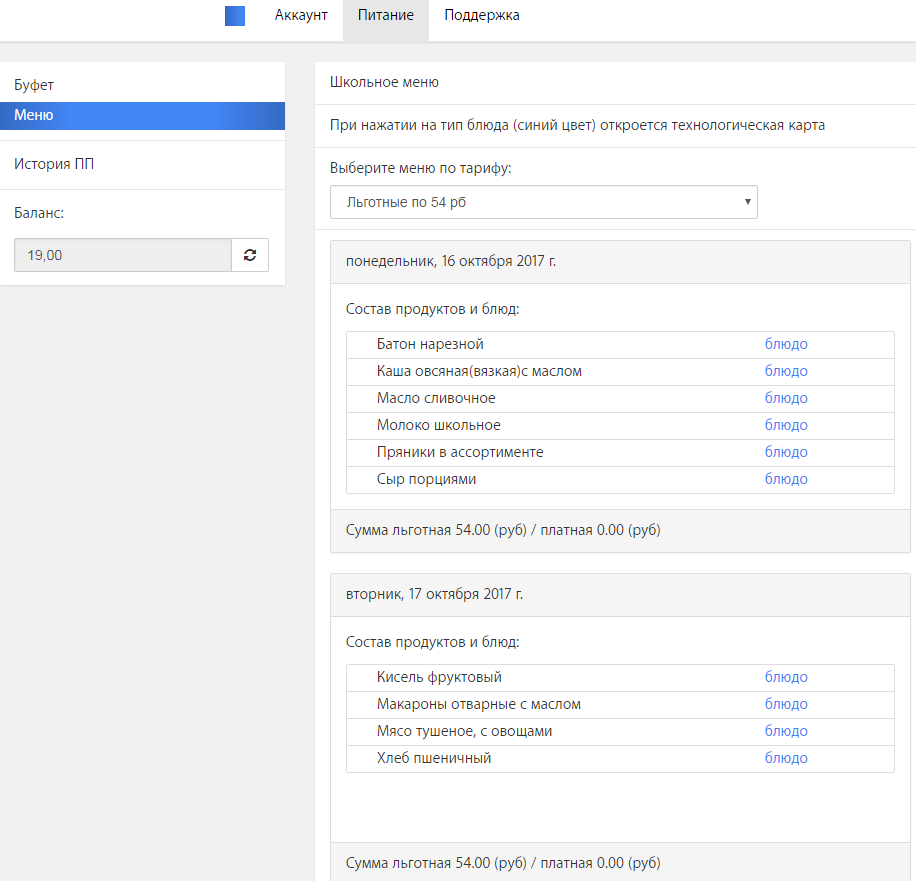 Аккаунт Питание Поддержка
Буфет
Меню
История ПП
Баланс:
19,00
Школьное меню
При нажатии на тип блюда (синий цвет) откроется технологическая карта
Выберите меню по тарифу:
Льготные по 54 рб
понедельник, 16 октября 2017 г.
Состав продуктов и блюд:
Батон нарезной блюдо
Каша овсяная(вязкая)с маслом блюдо
Масло сливочное блюдо
Молоко школьное блюдо
Пряники в ассортименте блюдо
Сыр порциями блюдо
Сумма льготная 54.00 (руб) / платная 0.00 (руб)
вторник, 17 октября 2017 г.
Состав продуктов и блюд:
Кисель фруктовый блюдо
Макароны отварные с маслом блюдо
Мясо тушеное, с овощами блюдо
Хлеб пшеничный блюдо
Сумма льготная 54.00 (руб) / платная 0.00 (руб)